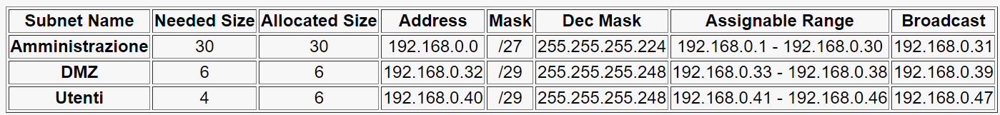 Subnet Name Needed Size Allocated Size Address Mask Dec Mask Assignable Range Broadcast
Amministrazione 30 30 192.168.0.0 /27 255.255.255.224 192.168.0.1 - 192.168.0.30 192.168.0.31
DMZ 6 6 192.168.0.32 /29 255.255.255.248 192.168.0.33 - 192.168.0.38 192.168.0.39
Utenti 4 6 192.168.0.40 /29 255.255.255.248 192.168.0.41 - 192.168.0.46 192.168.0.47